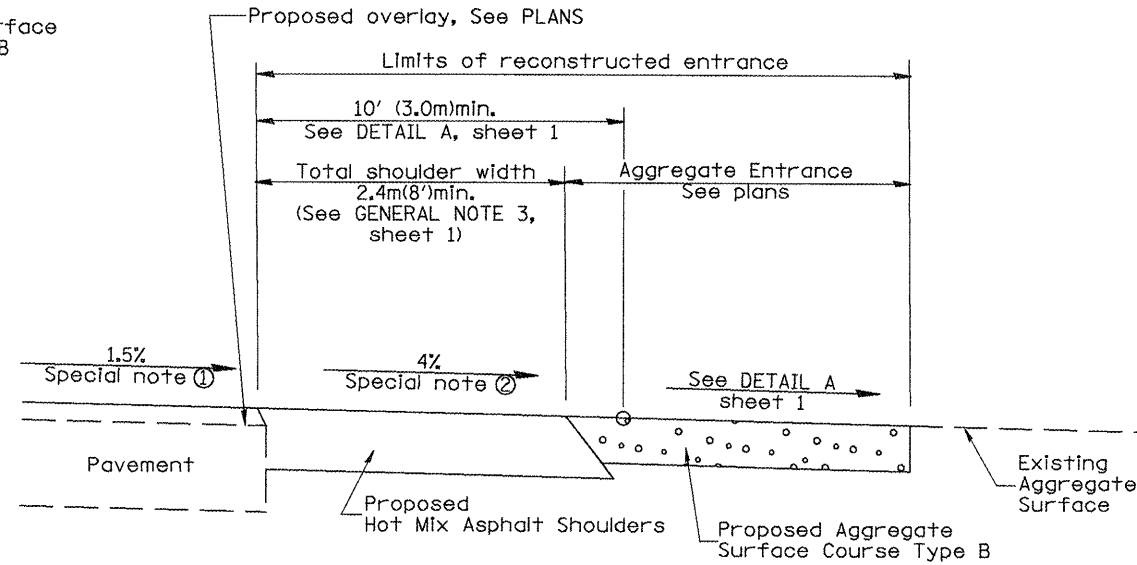 rface
B
Proposed overlay, See PLANS
Limits of reconstructed entrance
10' (3.0m)min.
See DETAIL A, sheet 1
Total shoulder width
2.4m(8')min.
(See GENERAL NOTE 3,
sheet 1)
Aggregate Entrance
See plans
1.5%
Special note ①
4%
Special note ②
See DETAIL A
sheet 1
Pavement
Proposed
Hot Mix Asphalt Shoulders
Proposed Aggregate
Surface Course Type B
Existing
Aggregate
Surface